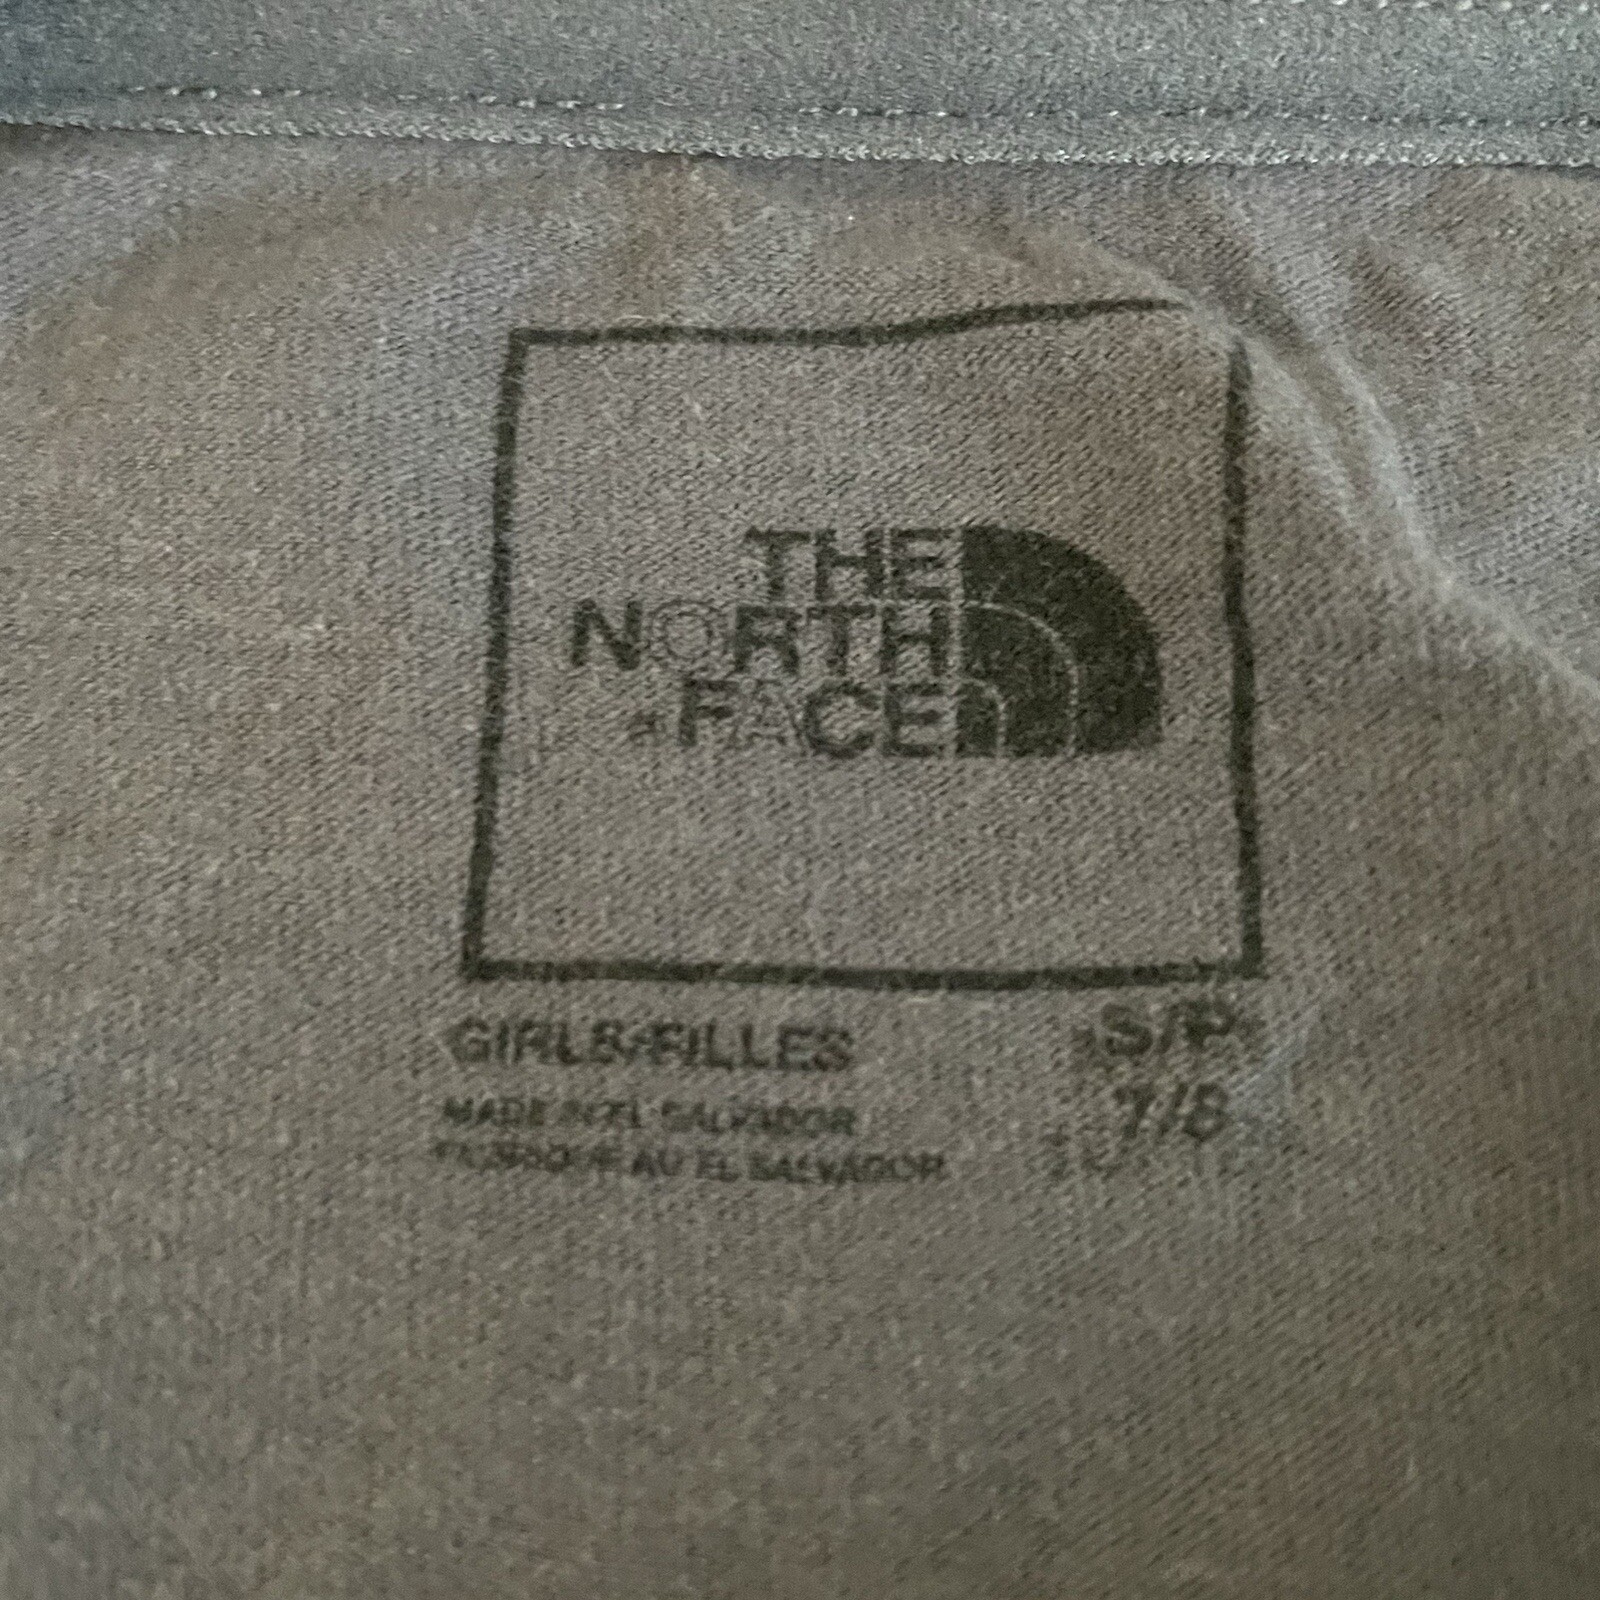 THE
NORTH
FACE
GIRLS/FILLES
S/P
7/8
MADE IN EL SALVADOR
FABRIQUÉ AU EL SALVADOR